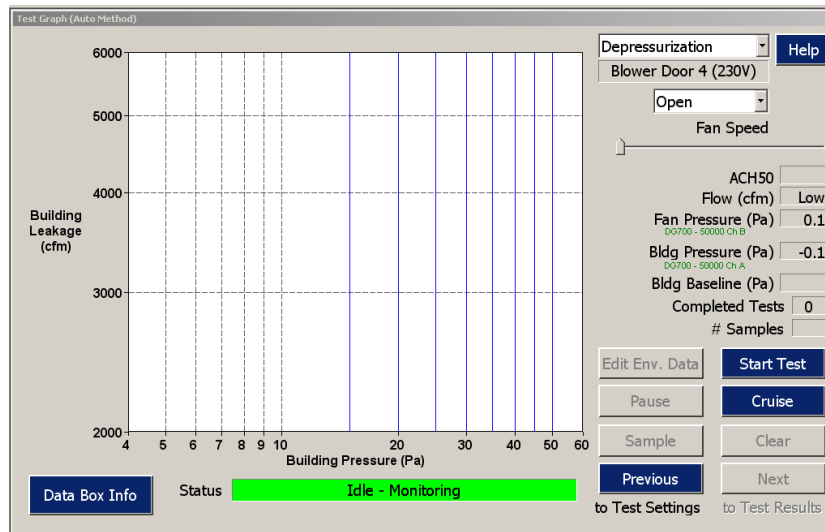 Test Graph (Auto Method)
6000
5000
4000
3000
2000
Building
Leakage
(cfm)
4 5 6 7 8 9 10 20 30 40 50 60
Building Pressure (Pa)
Data Box Info
Status
Idle - Monitoring
Depressurization
Help
Blower Door 4 (230V)
Open
Fan Speed
ACH50
Flow (cfm) Low
Fan Pressure (Pa) 0.1
DG700 - 50000 Ch B
Bldg Pressure (Pa) -0.1
DG700 - 50000 Ch A
Bldg Baseline (Pa)
Completed Tests 0
# Samples
Edit Env. Data Start Test
Pause Cruise
Sample Clear
Previous Next
to Test Settings to Test Results